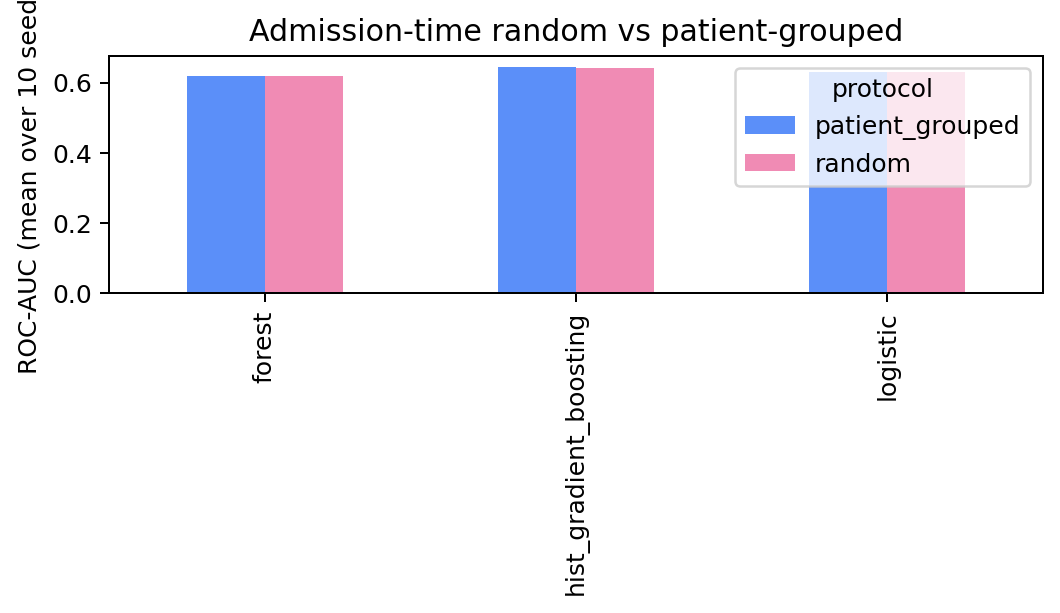 Admission-time random vs patient-grouped
ROC-AUC (mean over 10 seed
0.6
0.4
0.2
0.0
protocol
patient_grouped
random
forest
hist_gradient_boosting
logistic